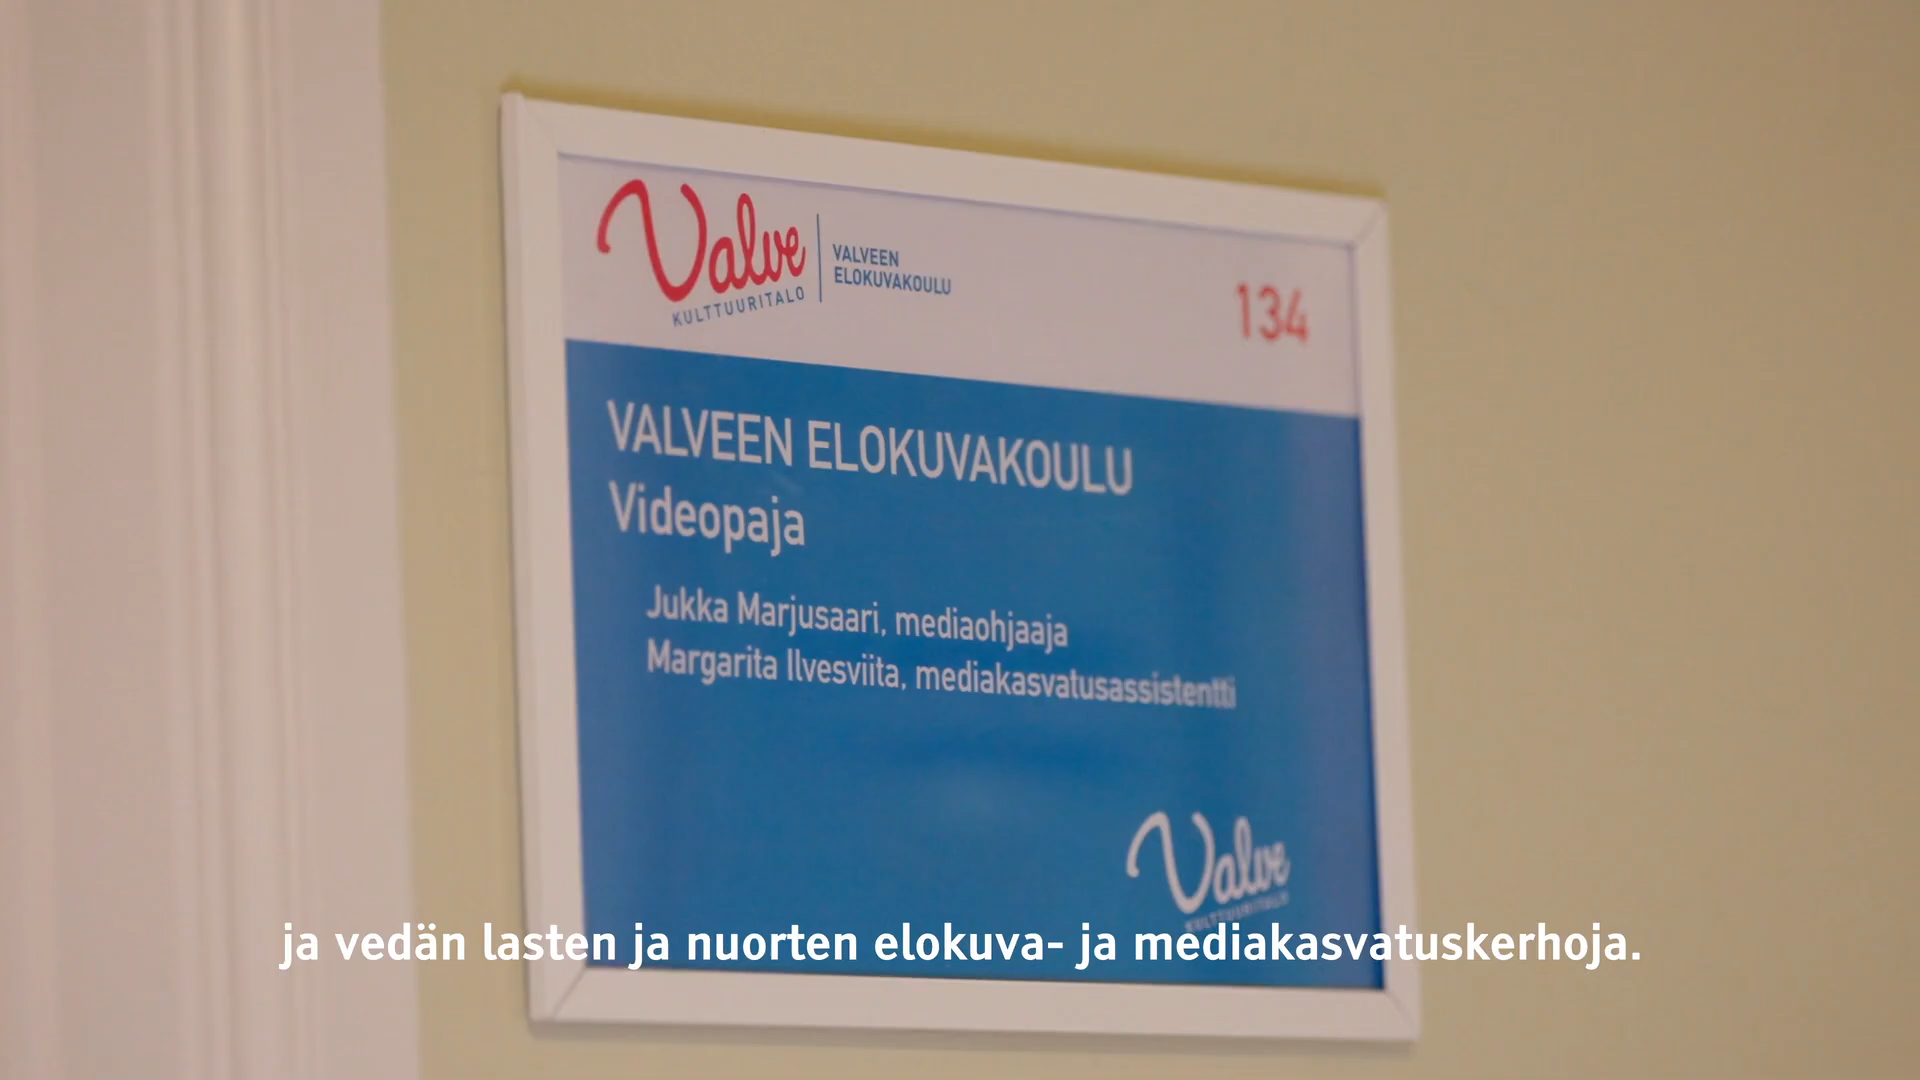 Valve
KULTTUURITALO
VALVEEN
ELOKUVAKOULU
134
VALVEEN ELOKUVAKOULU
Videopaja
Jukka Marjusaari, mediaohjaaja
Margarita Ilvesviita, mediakasvatusassistentti
Valve
KULTTUURITALO
ja vedän lasten ja nuorten elokuva- ja mediakasvatuskerhoja.